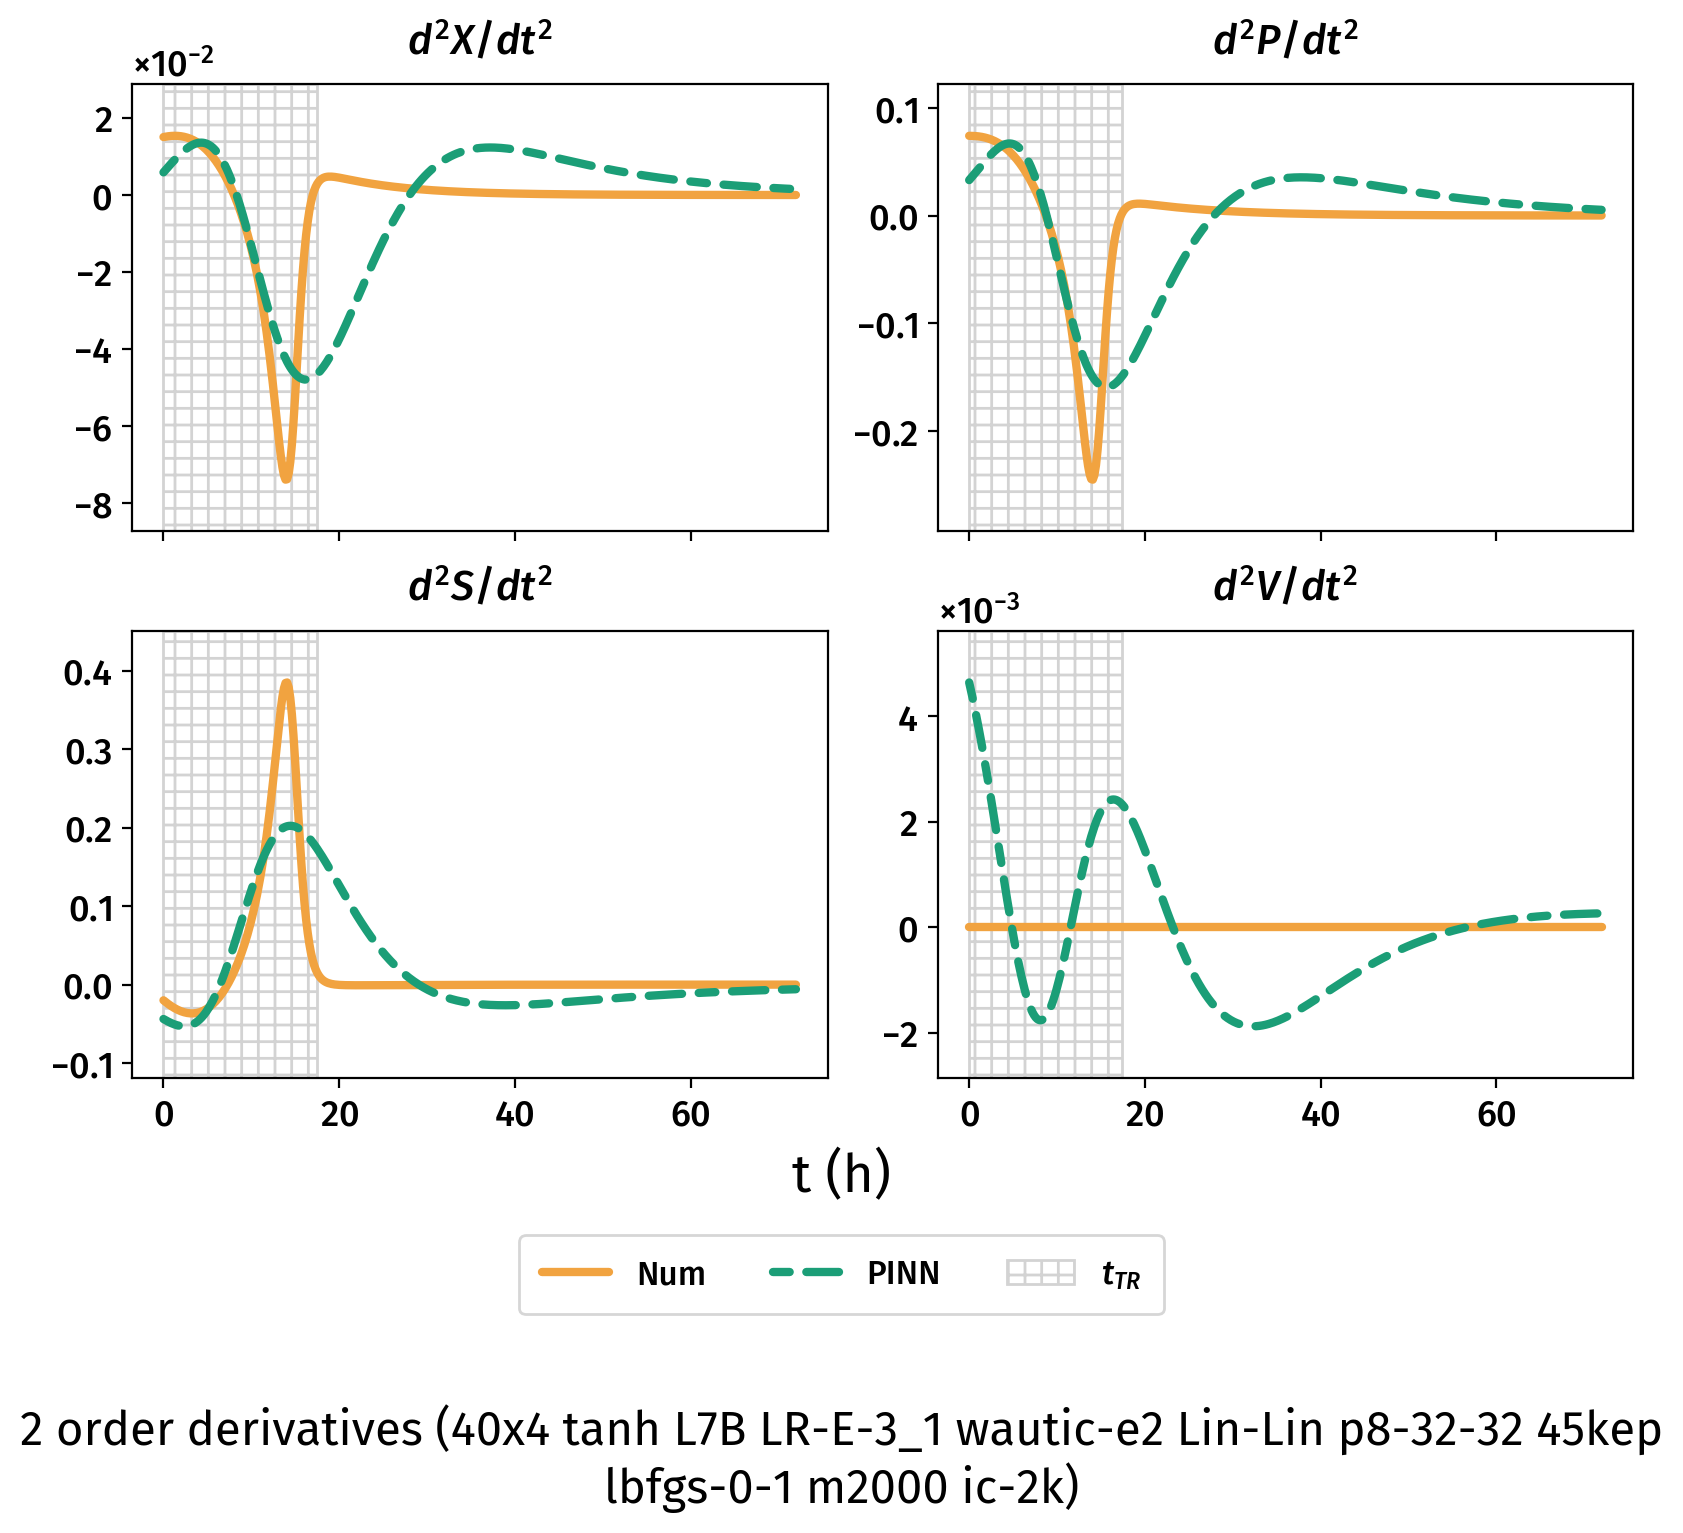 d²X/dt²
×10⁻²
2
0
−2
−4
−6
−8
d²P/dt²
0.1
0.0
−0.1
−0.2
d²S/dt²
0.4
0.3
0.2
0.1
0.0
−0.1
0 20 40 60
d²V/dt²
×10⁻³
4
2
0
−2
0 20 40 60
t (h)
Num PINN t_TR
2 order derivatives (40x4 tanh L7B LR-E-3_1 wautic-e2 Lin-Lin p8-32-32 45kep
lbfgs-0-1 m2000 ic-2k)